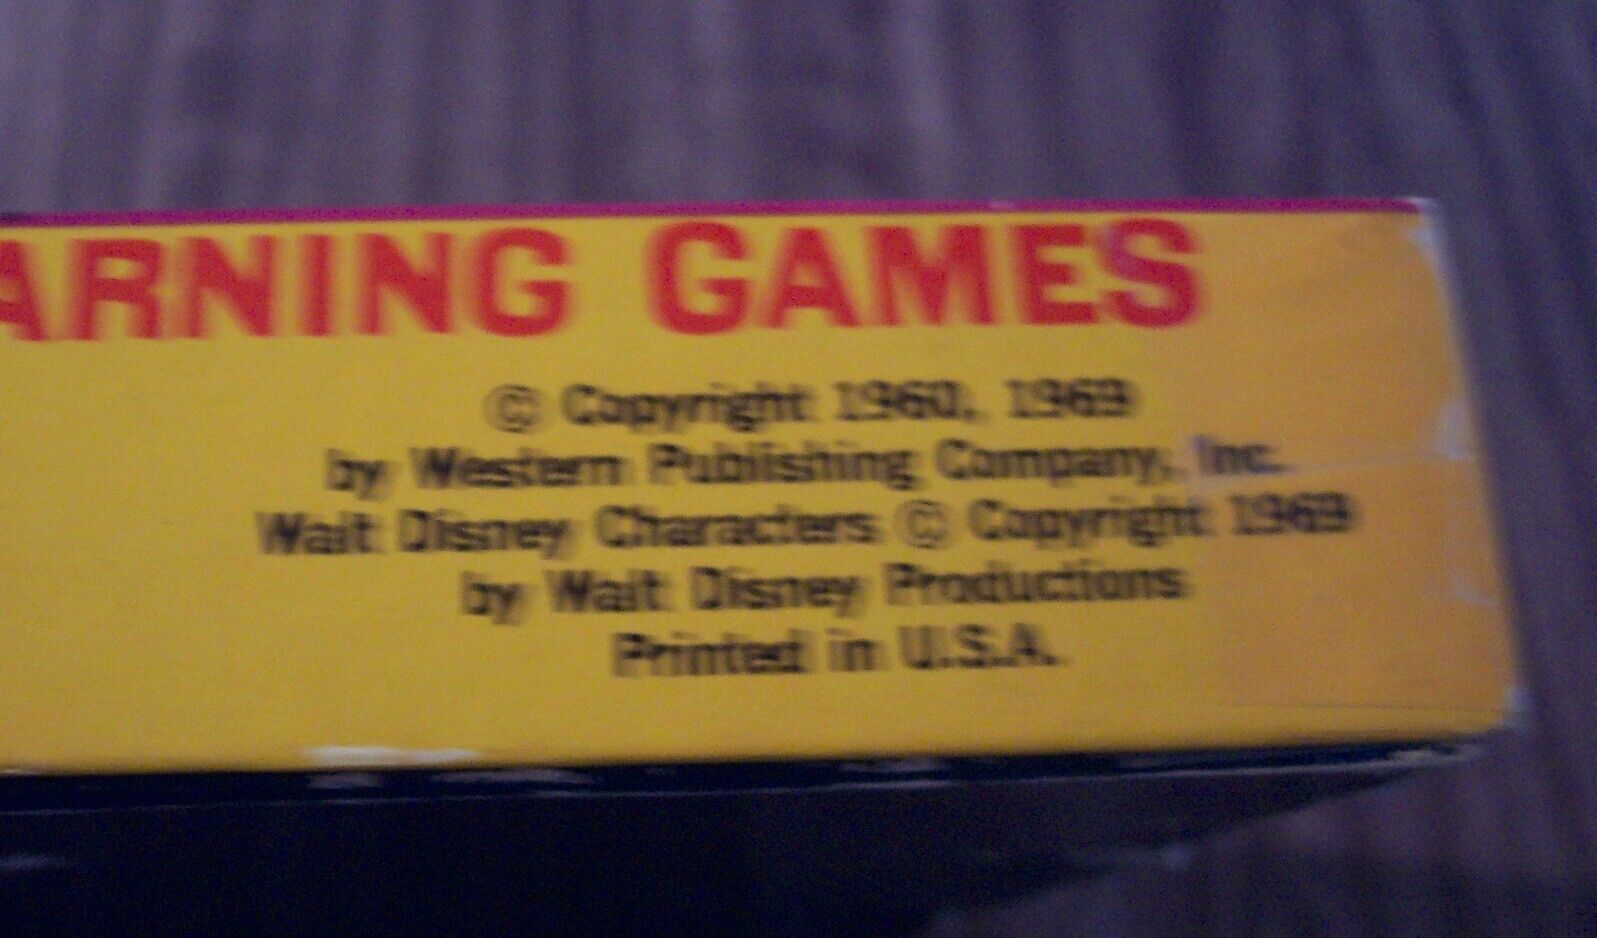 ARNING GAMES
© Copyright 1960, 1969
by Western Publishing Company, Inc.
Walt Disney Characters © Copyright 1969
by Walt Disney Productions
Printed in U.S.A.